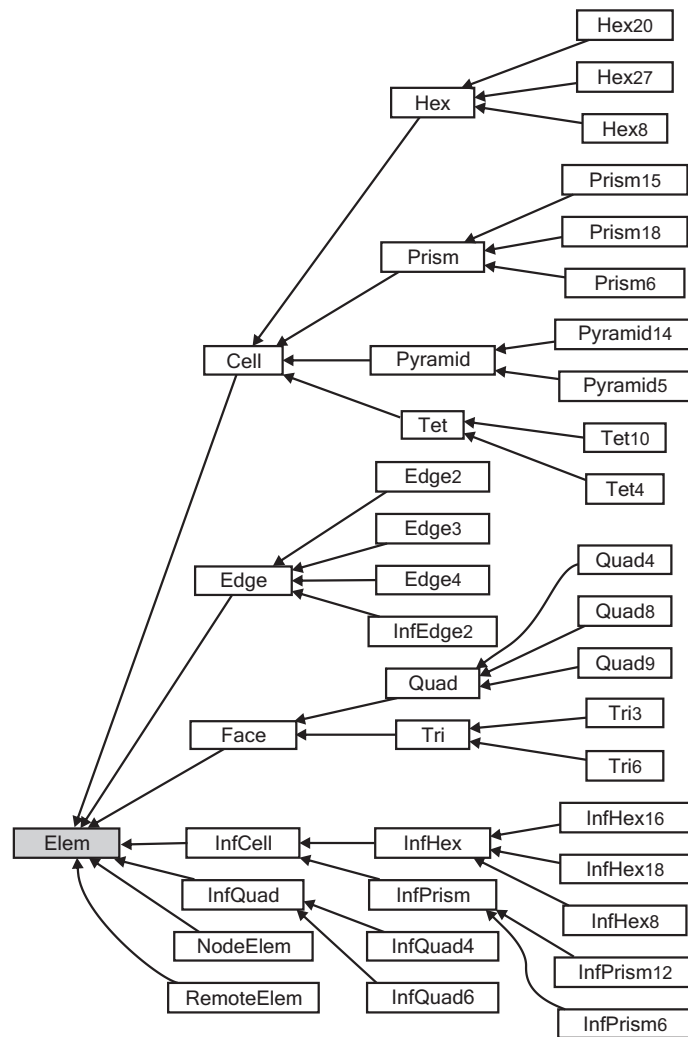 Hex20
Hex27
Hex
Hex8
Prism15
Prism18
Prism
Prism6
Pyramid14
Cell
Pyramid
Pyramid5
Tet
Tet10
Tet4
Edge2
Edge3
Quad4
Edge
Edge4
Quad8
InfEdge2
Quad9
Quad
Tri3
Face
Tri
Tri6
InfHex16
Elem
InfCell
InfHex
InfHex18
InfQuad
InfPrism
InfHex8
NodeElem
InfQuad4
InfPrism12
RemoteElem
InfQuad6
InfPrism6